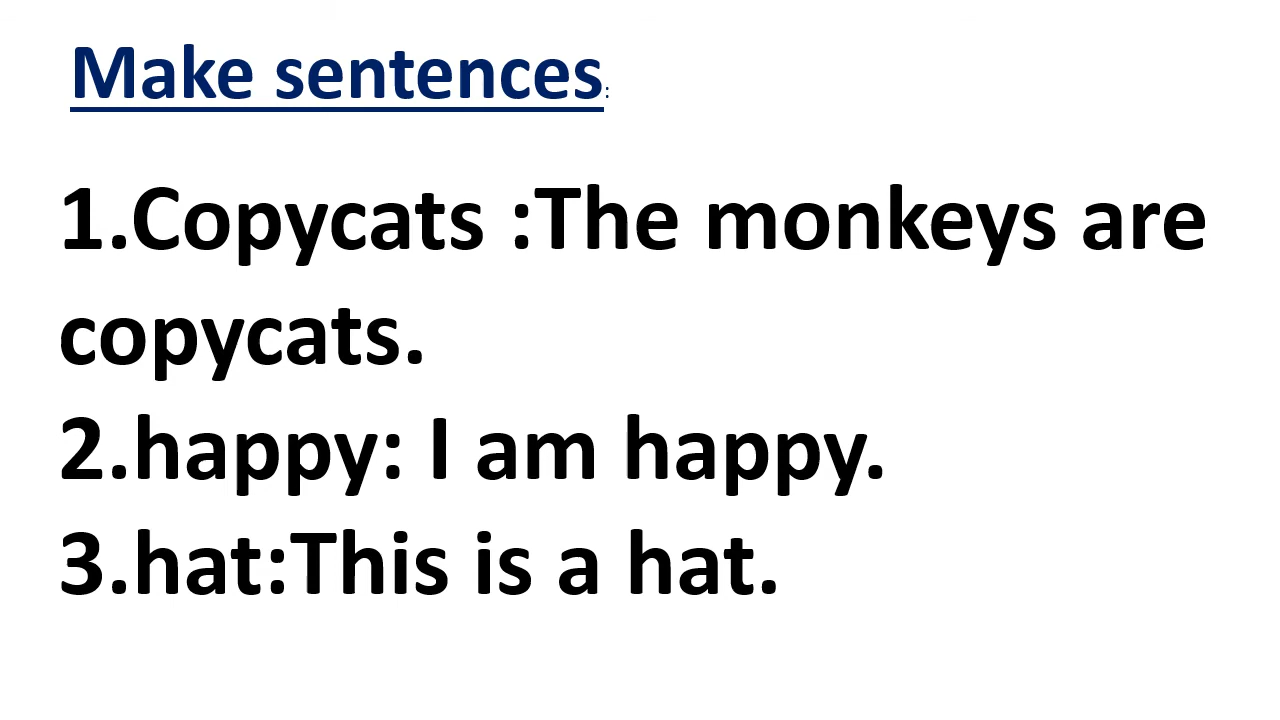 Make sentences:
1.Copycats :The monkeys are
copycats.
2.happy: I am happy.
3.hat:This is a hat.